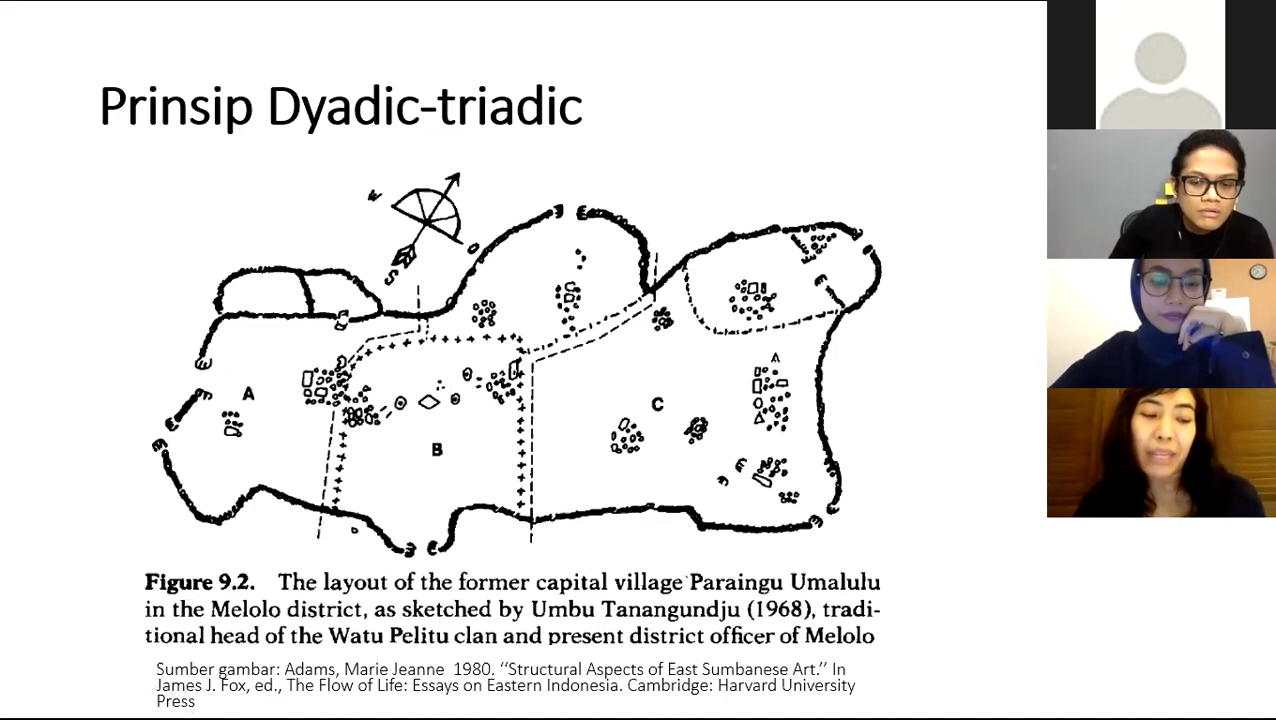 Prinsip Dyadic-triadic
W
O
S
A
B
C
Figure 9.2. The layout of the former capital village Paraingu Umalulu
in the Melolo district, as sketched by Umbu Tanangundju (1968), tradi-
tional head of the Watu Pelitu clan and present district officer of Melolo
Sumber gambar: Adams, Marie Jeanne 1980. “Structural Aspects of East Sumbanese Art.” In
James J. Fox, ed., The Flow of Life: Essays on Eastern Indonesia. Cambridge: Harvard University
Press